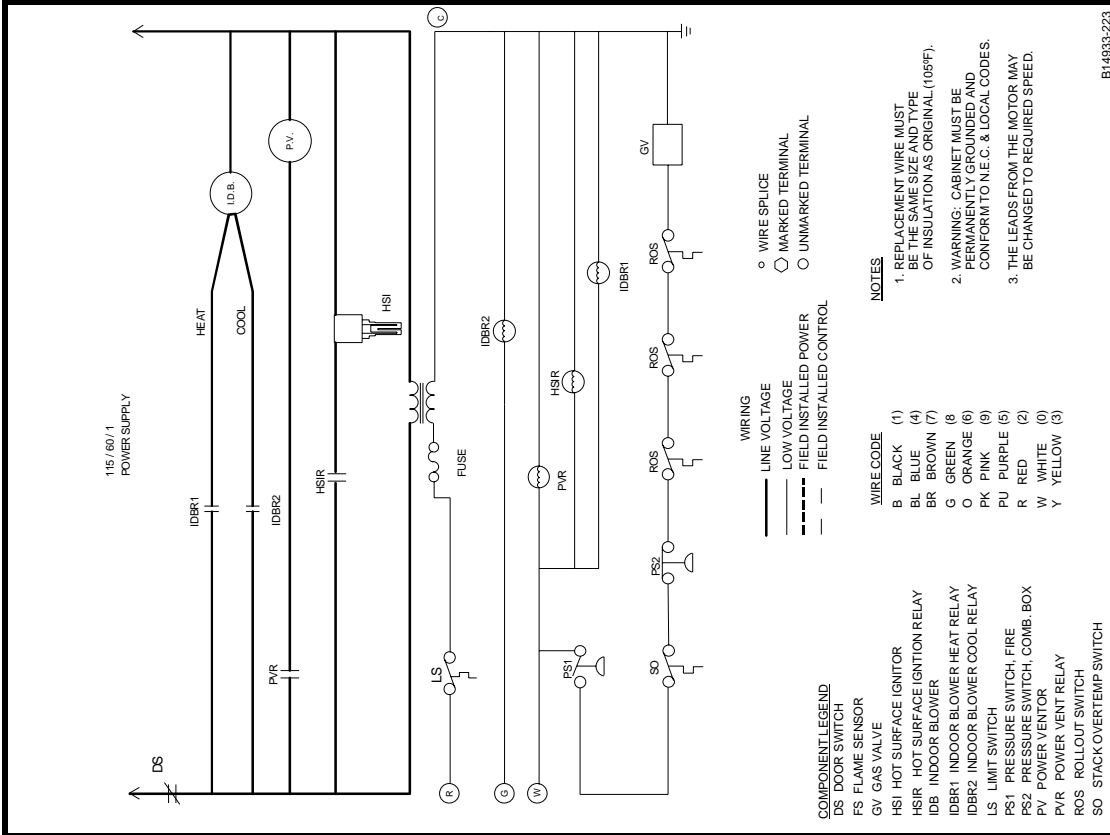 115 / 60 / 1
POWER SUPPLY
DS
IDBR1
HEAT
I.D.B.
COOL
IDBR2
PVR
P.V.
HSIR
HSI
FUSE
C
LS
R
G
IDBR2
W
PVR
HSIR
IDBR1
PS1
SO
PS2
ROS
ROS
ROS
GV
WIRING
LINE VOLTAGE
LOW VOLTAGE
FIELD INSTALLED POWER
FIELD INSTALLED CONTROL
WIRE SPLICE
MARKED TERMINAL
UNMARKED TERMINAL
COMPONENT LEGEND
DS DOOR SWITCH
FS FLAME SENSOR
GV GAS VALVE
HSI HOT SURFACE IGNITOR
HSIR HOT SURFACE IGNITION RELAY
IDB INDOOR BLOWER
IDBR1 INDOOR BLOWER HEAT RELAY
IDBR2 INDOOR BLOWER COOL RELAY
LS LIMIT SWITCH
PS1 PRESSURE SWITCH, FIRE
PS2 PRESSURE SWITCH, COMB. BOX
PV POWER VENTOR
PVR POWER VENT RELAY
ROS ROLLOUT SWITCH
SO STACK OVERTEMP SWITCH
WIRE CODE
B BLACK (1)
BL BLUE (4)
BR BROWN (7)
G GREEN (8
O ORANGE (6)
PK PINK (9)
PU PURPLE (5)
R RED (2)
W WHITE (0)
Y YELLOW (3)
NOTES
1. REPLACEMENT WIRE MUST
BE THE SAME SIZE AND TYPE
OF INSULATION AS ORIGINAL (105ºF).
2. WARNING: CABINET MUST BE
PERMANENTLY GROUNDED AND
CONFORM TO N.E.C. & LOCAL CODES.
3. THE LEADS FROM THE MOTOR MAY
BE CHANGED TO REQUIRED SPEED.
B14933-223